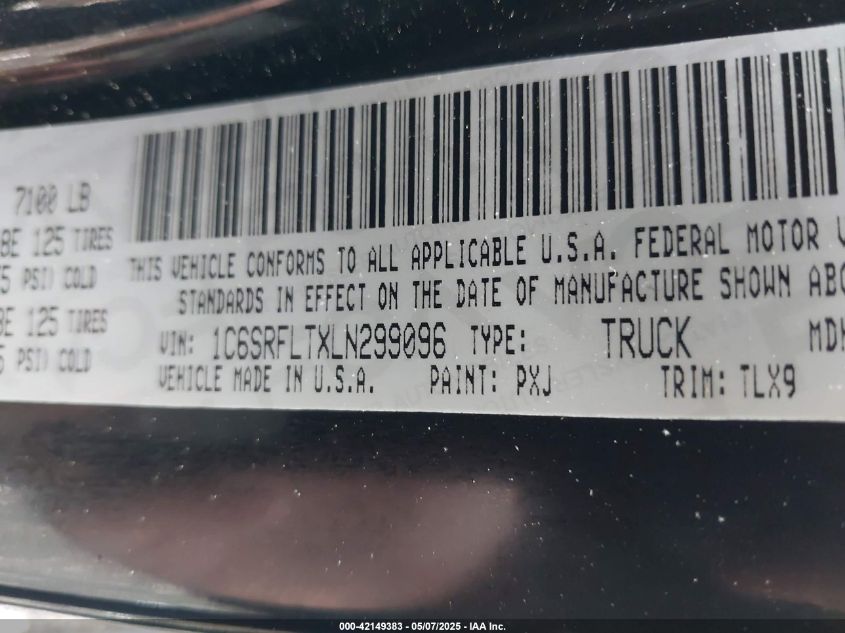 7100 LB
BE 125 TIRES
5 PSI) COLD
BE 125 TIRES
5 PSI) COLD
THIS VEHICLE CONFORMS TO ALL APPLICABLE U.S.A. FEDERAL MOTOR V
STANDARDS IN EFFECT ON THE DATE OF MANUFACTURE SHOWN ABO
VIN: 1C6SRFLTXLN299096 TYPE: TRUCK MDH
VEHICLE MADE IN U.S.A. PAINT: PXJ TRIM: TLX9
000-42149383 — 05/07/2025 — IAA Inc.